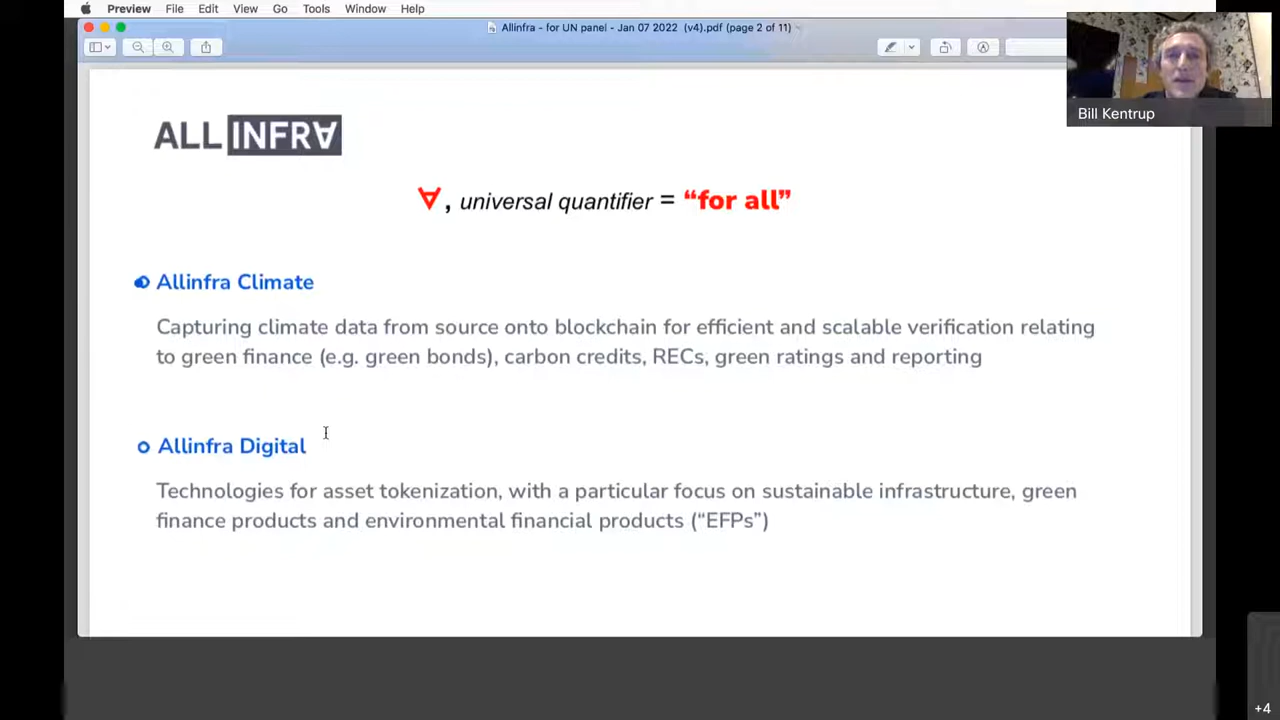 Preview File Edit View Go Tools Window Help
Allinfra - for UN panel - Jan 07 2022 (v4).pdf (page 2 of 11)
Bill Kentrup
ALL INFR∀
∀, universal quantifier = “for all”
Allinfra Climate
Capturing climate data from source onto blockchain for efficient and scalable verification relating
to green finance (e.g. green bonds), carbon credits, RECs, green ratings and reporting
Allinfra Digital
Technologies for asset tokenization, with a particular focus on sustainable infrastructure, green
finance products and environmental financial products (“EFPs”)
+4